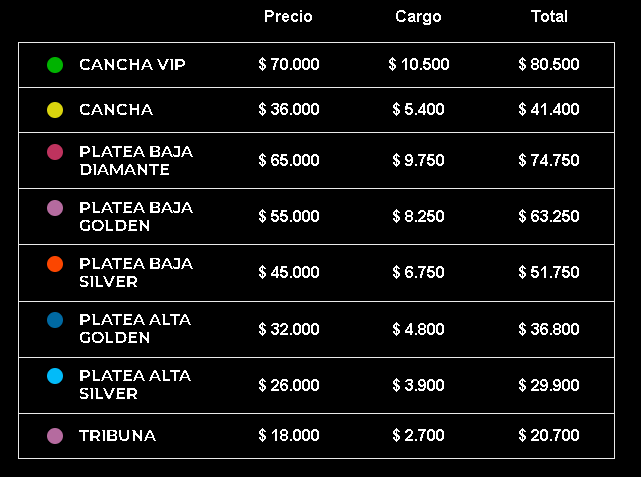 Precio Cargo Total
CANCHA VIP $ 70.000 $ 10.500 $ 80.500
CANCHA $ 36.000 $ 5.400 $ 41.400
PLATEA BAJA
DIAMANTE $ 65.000 $ 9.750 $ 74.750
PLATEA BAJA
GOLDEN $ 55.000 $ 8.250 $ 63.250
PLATEA BAJA
SILVER $ 45.000 $ 6.750 $ 51.750
PLATEA ALTA
GOLDEN $ 32.000 $ 4.800 $ 36.800
PLATEA ALTA
SILVER $ 26.000 $ 3.900 $ 29.900
TRIBUNA $ 18.000 $ 2.700 $ 20.700